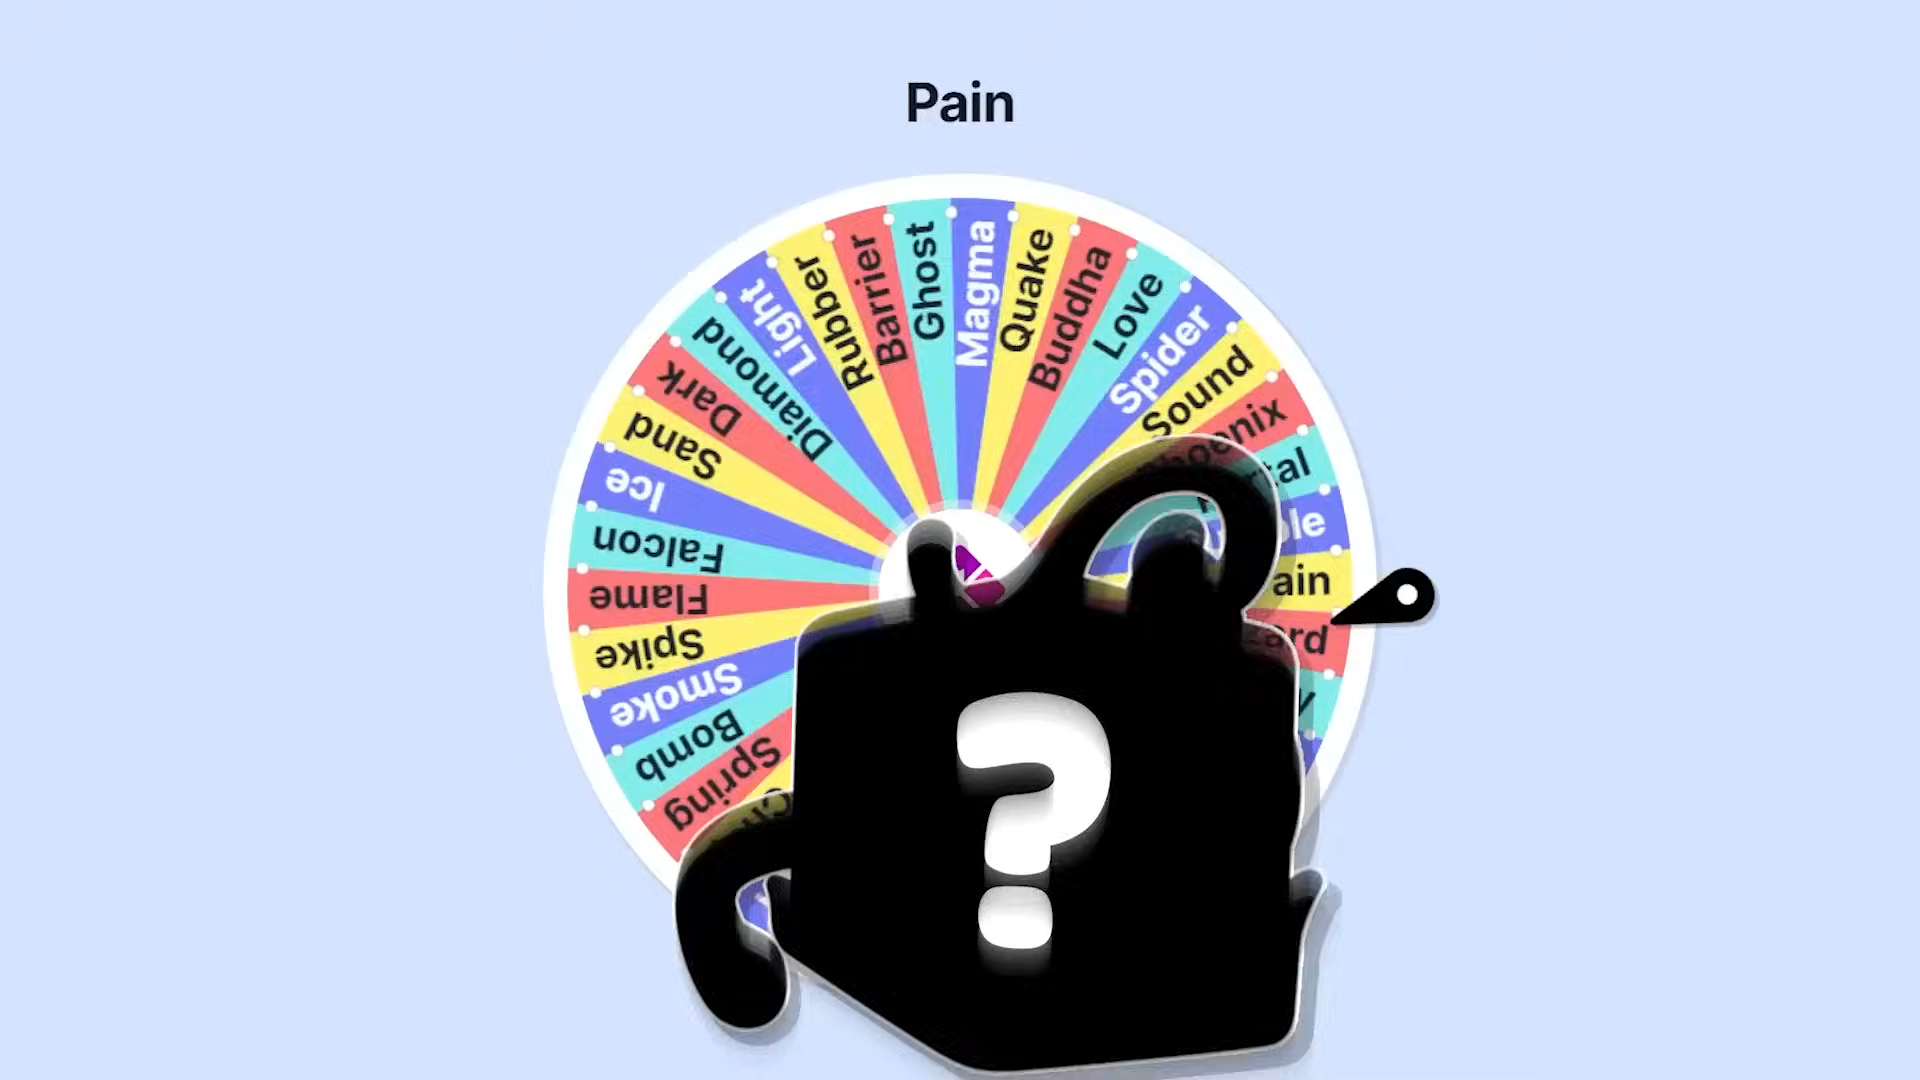 Pain
Magma
Ghost
Quake
Barrier
Buddha
Rubber
Love
Light
Spider
Diamond
Sound
Dark
Sand
Ice
Falcon
Flame
Spike
Smoke
Bomb
Spring
?